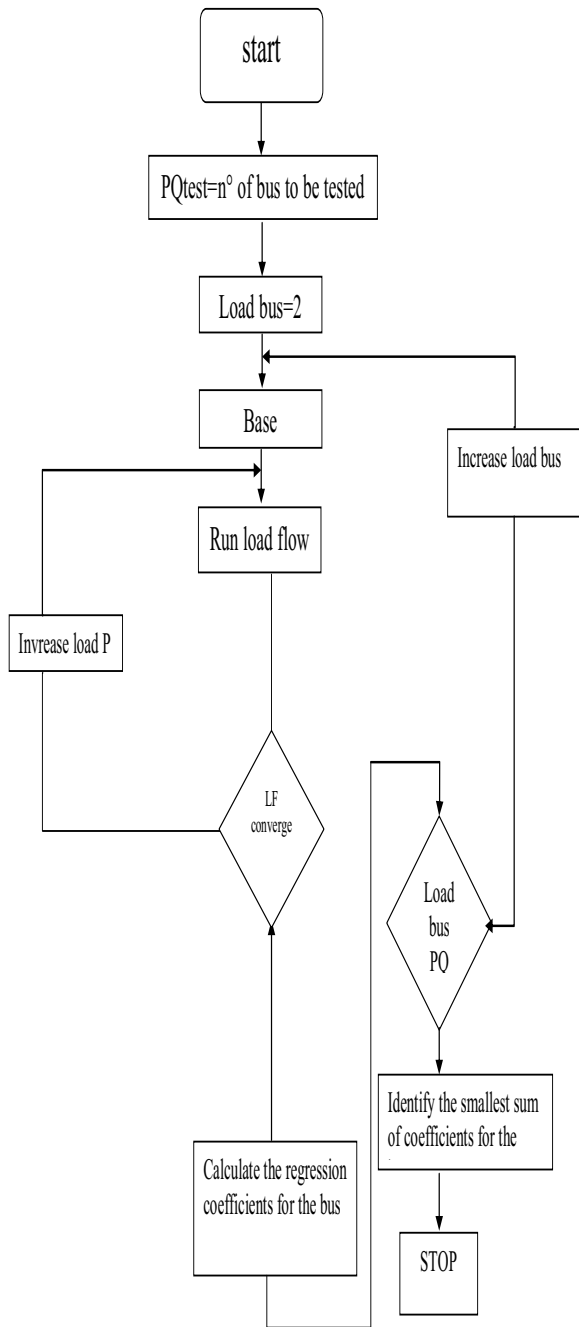 start
PQtest=n° of bus to be tested
Load bus=2
Base
Run load flow
Increase load bus
Invrease load P
LF
converge
Load
bus
PQ
Calculate the regression
coefficients for the bus
Identify the smallest sum
of coefficients for the
STOP